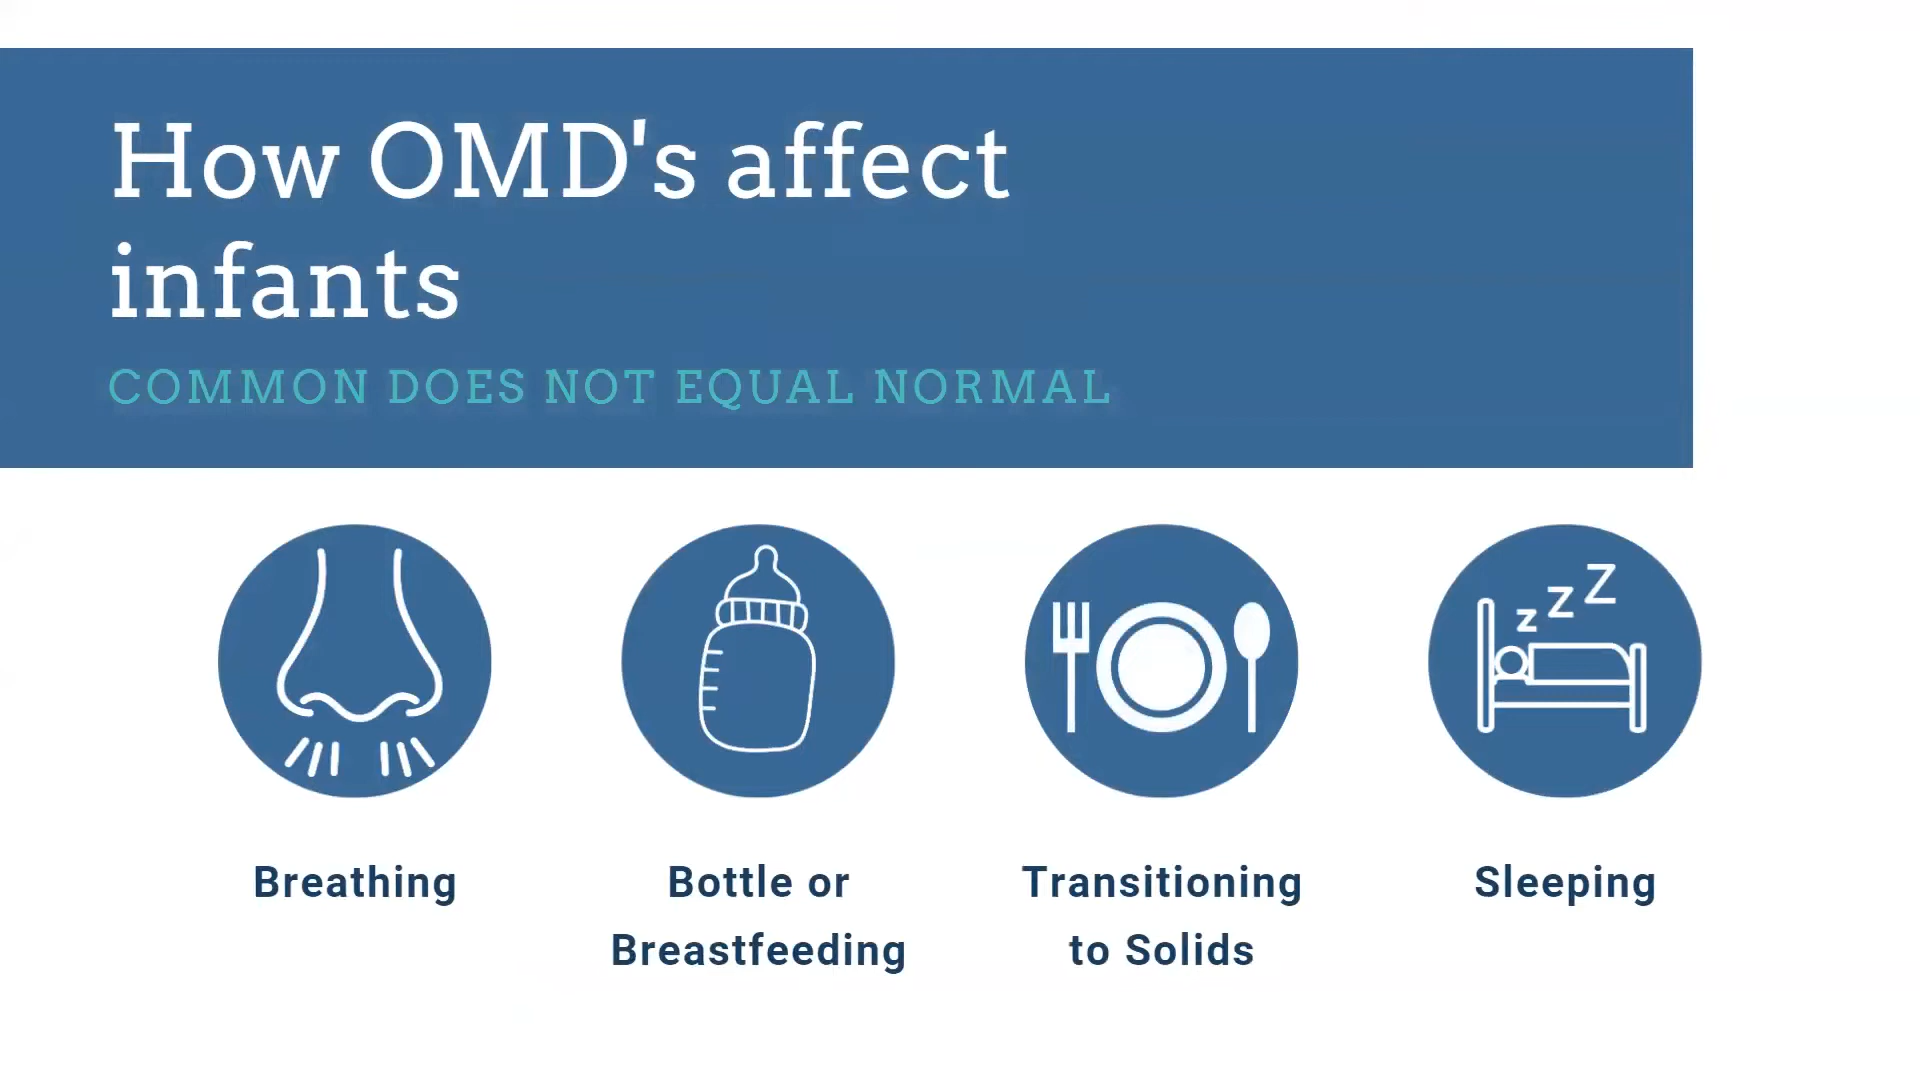 How OMD's affect
infants
COMMON DOES NOT EQUAL NORMAL
z z Z
Breathing
Bottle or
Breastfeeding
Transitioning
to Solids
Sleeping